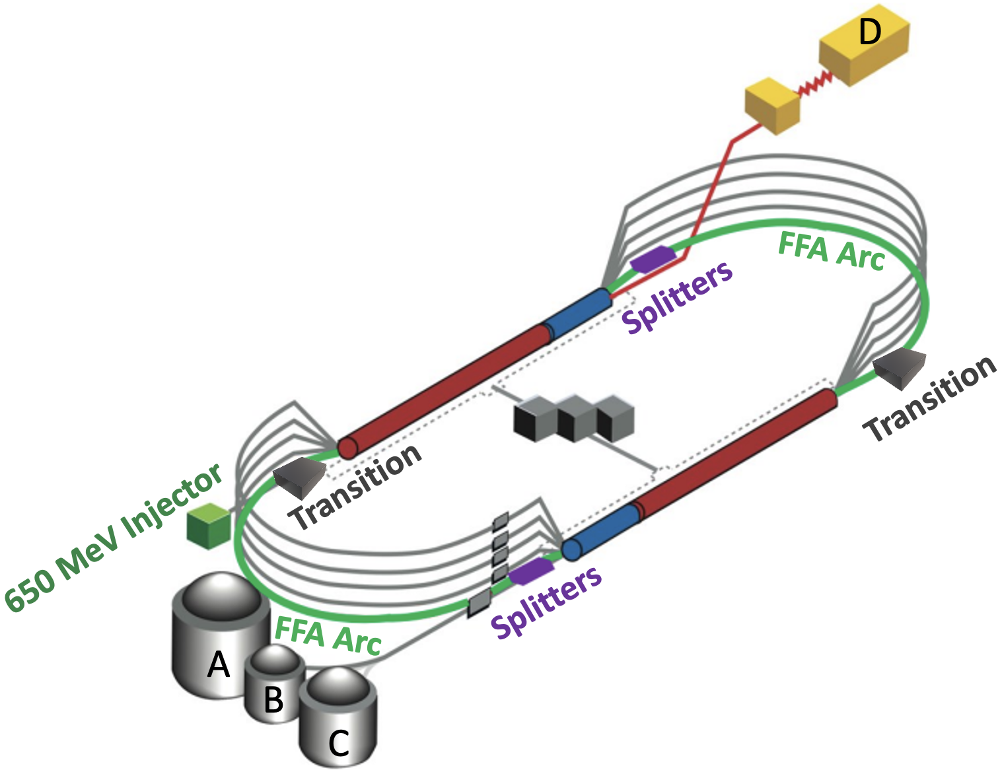 D
FFA Arc
Splitters
Transition
Transition
650 MeV Injector
Splitters
FFA Arc
A
B
C